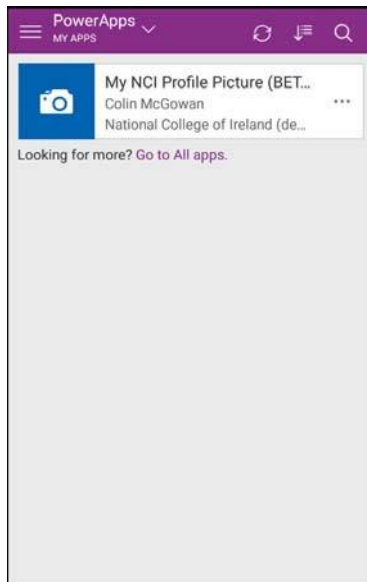 PowerApps
MY APPS
My NCI Profile Picture (BET...
Colin McGowan
National College of Ireland (de...
Looking for more? Go to All apps.